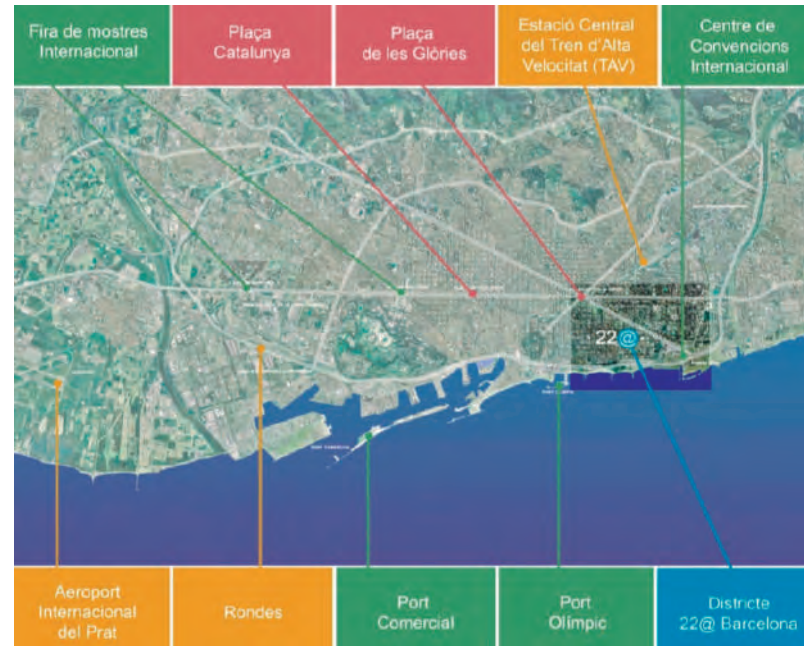 Fira de mostres
Internacional
Plaça
Catalunya
Plaça
de les Glòries
Estació Central
del Tren d'Alta
Velocitat (TAV)
Centre de
Convencions
Internacional
22@
Aeroport
Internacional
del Prat
Rondes
Port
Comercial
Port
Olímpic
Districte
22@ Barcelona